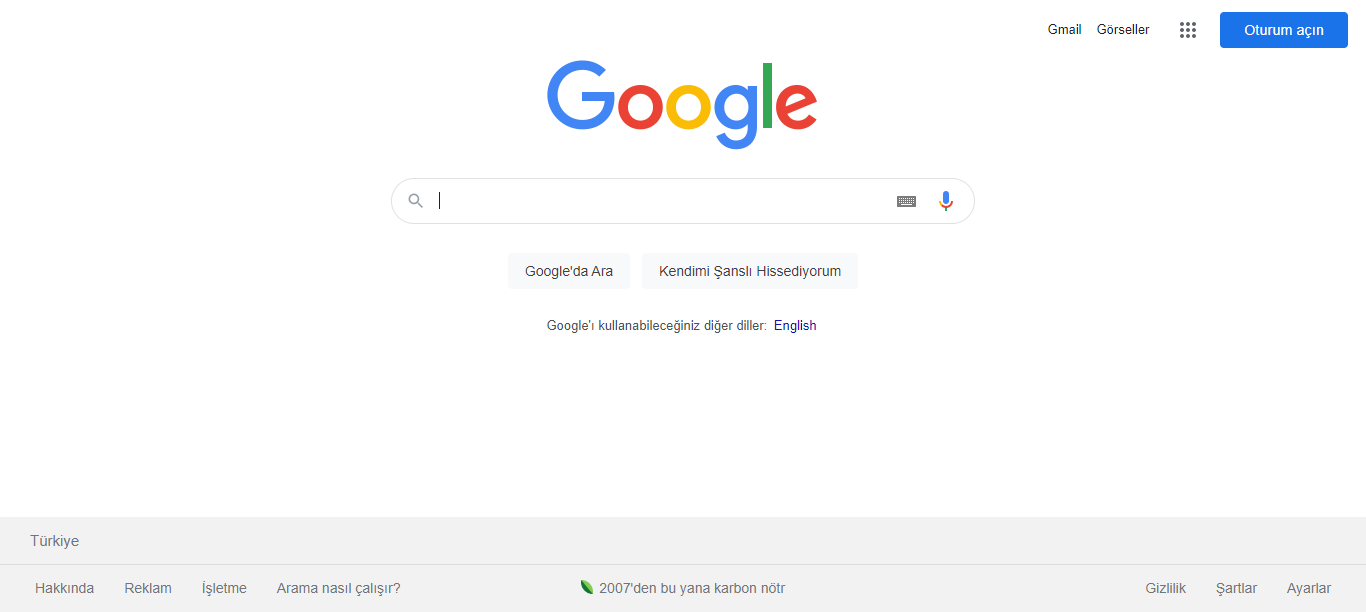 Gmail Görseller Oturum açın
Google
Google'da Ara Kendimi Şanslı Hissediyorum
Google'ı kullanabileceğiniz diğer diller: English
Türkiye
Hakkında Reklam İşletme Arama nasıl çalışır? 2007'den bu yana karbon nötr Gizlilik Şartlar Ayarlar